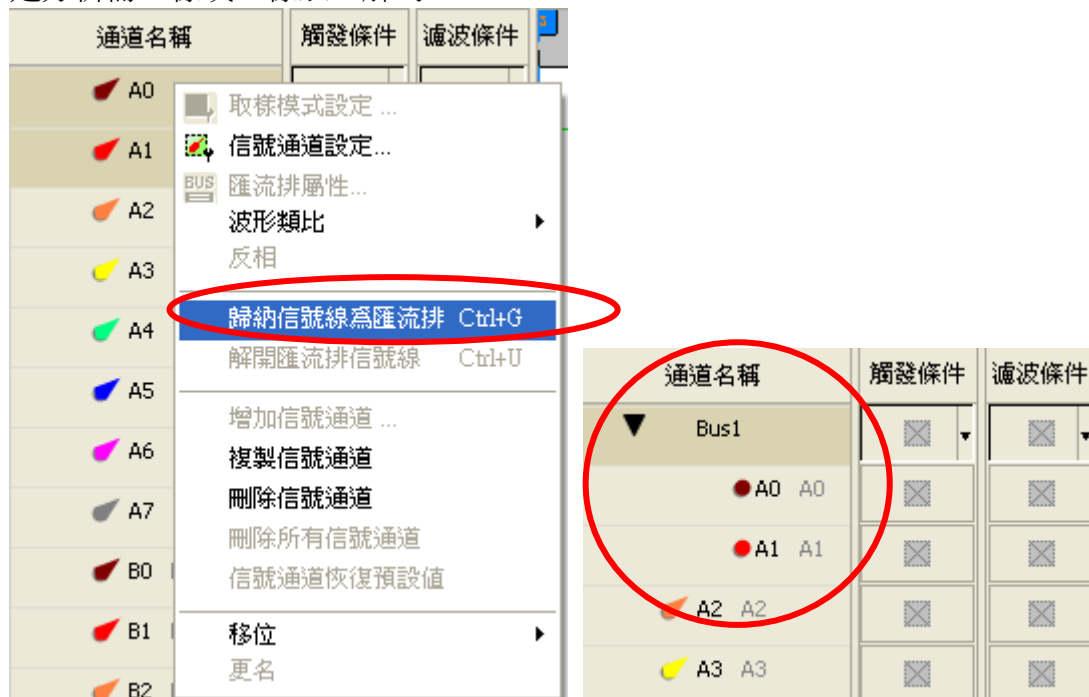 通道名稱 觸發條件 濾波條件
A0
A1
A2
A3
A4
A5
A6
A7
B0
B1
B2
取樣模式設定 ...
信號通道設定...
BUS 匯流排屬性...
波形類比
反相
歸納信號線爲匯流排 Ctrl+G
解開匯流排信號線 Ctrl+U
增加信號通道 ...
複製信號通道
刪除信號通道
刪除所有信號通道
信號通道恢復預設値
移位
更名
通道名稱 觸發條件 濾波條件
Bus1
A0 A0
A1 A1
A2 A2
A3 A3